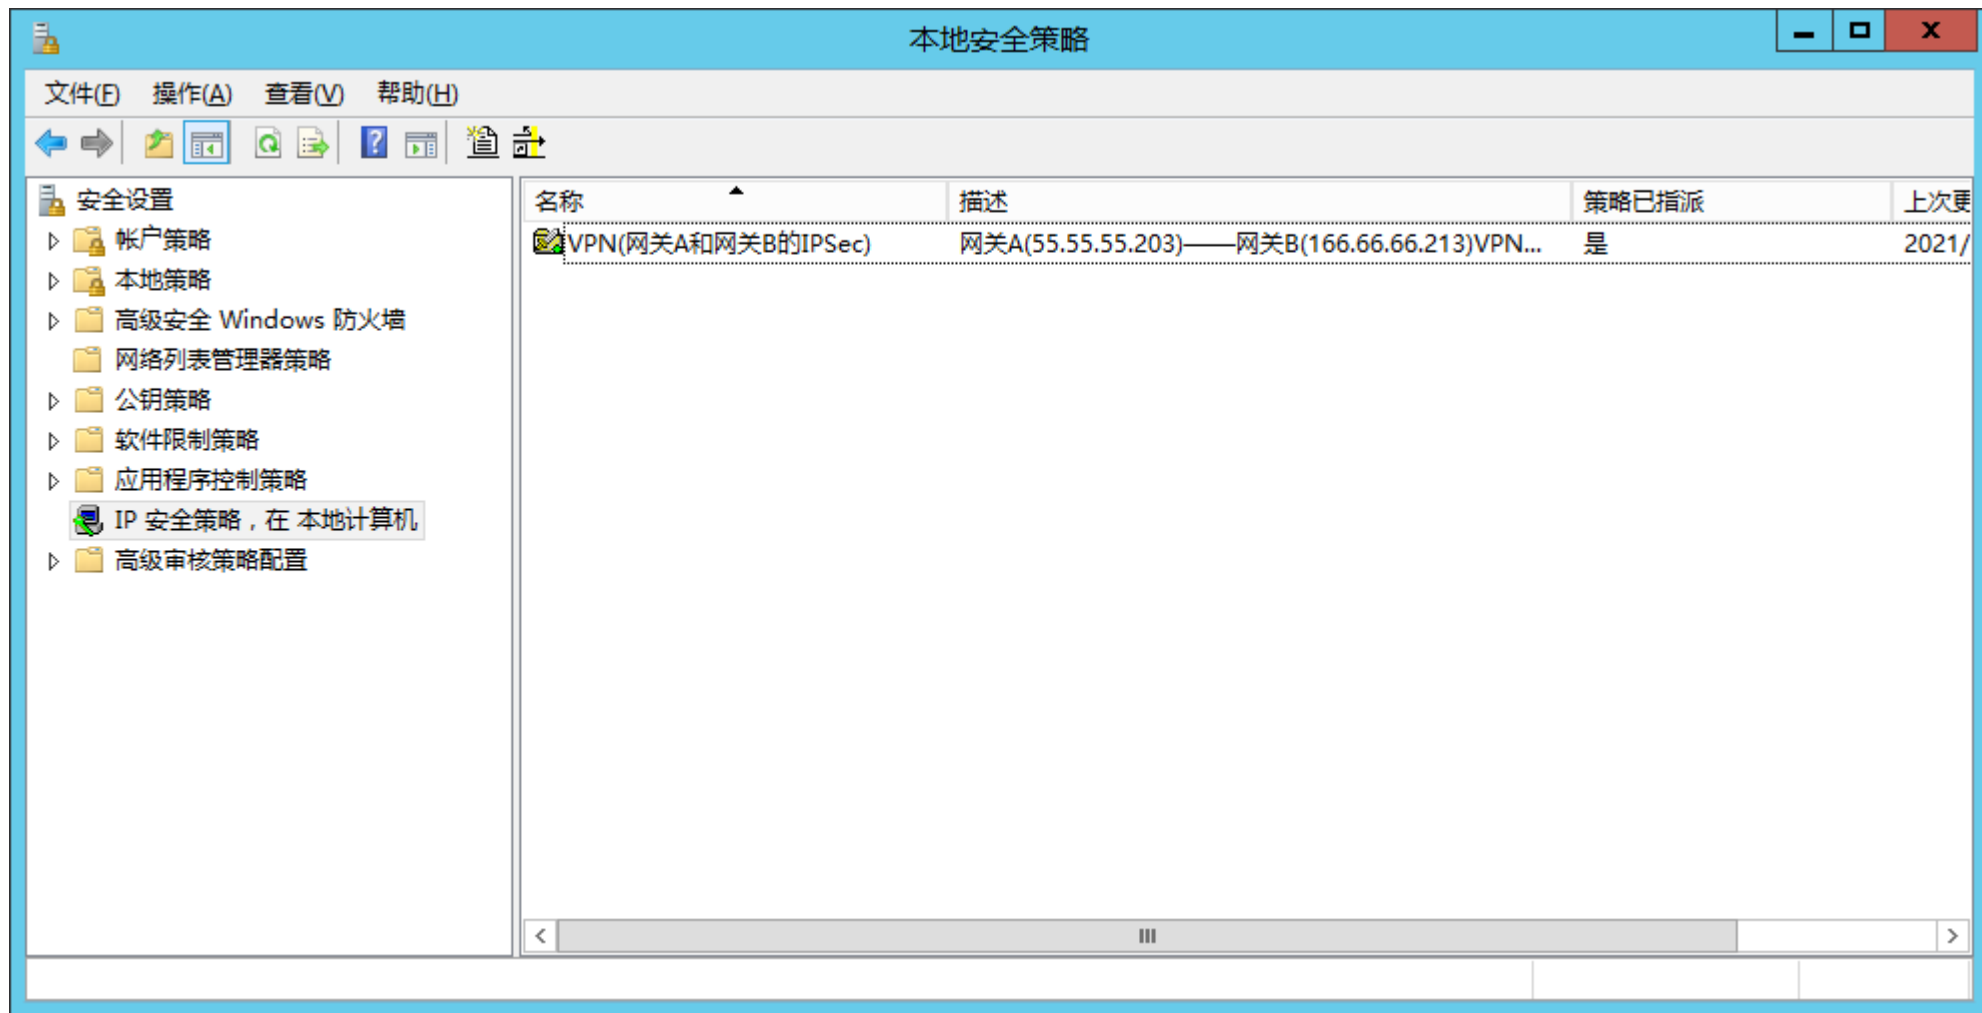 本地安全策略
文件(F) 操作(A) 查看(V) 帮助(H)
安全设置
帐户策略
本地策略
高级安全 Windows 防火墙
网络列表管理器策略
公钥策略
软件限制策略
应用程序控制策略
IP 安全策略，在 本地计算机
高级审核策略配置
名称 描述 策略已指派 上次更
VPN(网关A和网关B的IPSec) 网关A(55.55.55.203)——网关B(166.66.66.213)VPN... 是 2021/